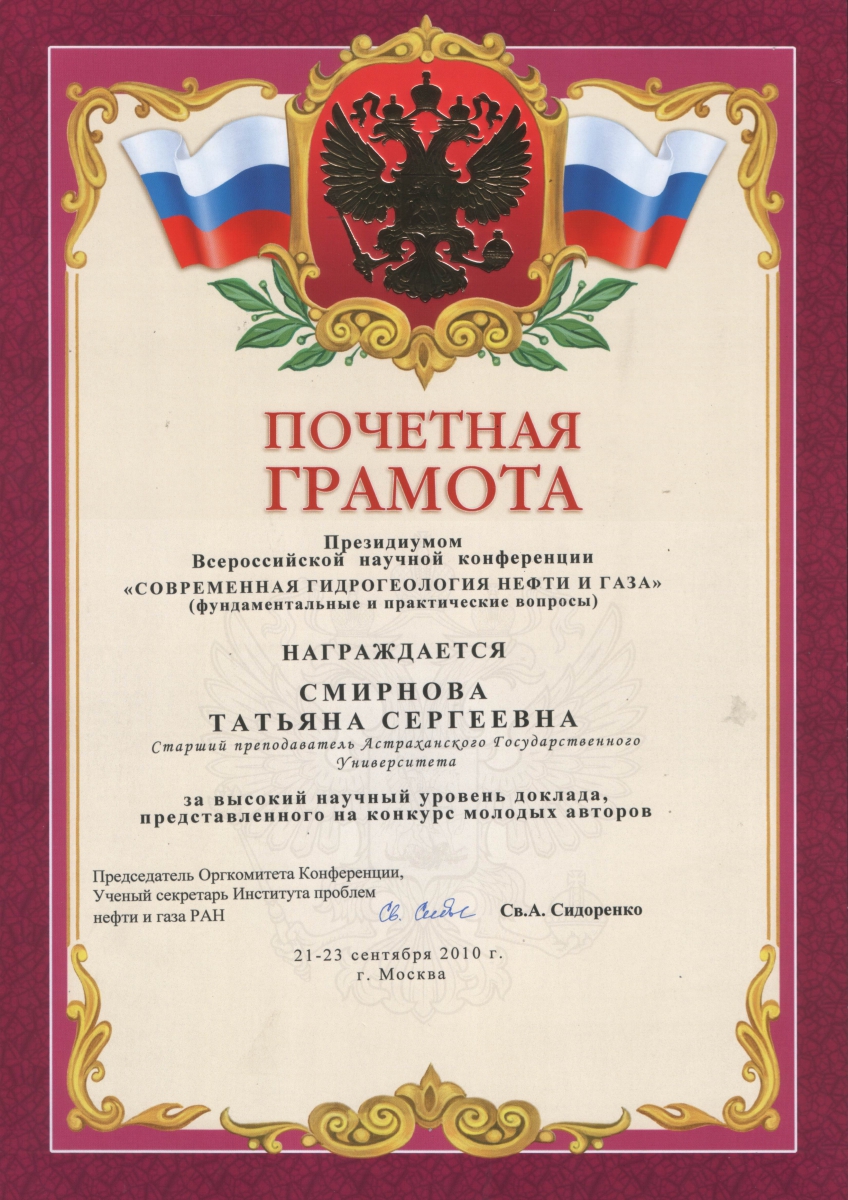 ПОЧЕТНАЯ
ГРАМОТА
Президиумом
Всероссийской научной конференции
«СОВРЕМЕННАЯ ГИДРОГЕОЛОГИЯ НЕФТИ И ГАЗА»
(фундаментальные и практические вопросы)
НАГРАЖДАЕТСЯ
СМИРНОВА
ТАТЬЯНА СЕРГЕЕВНА
Старший преподаватель Астраханского Государственного
Университета
за высокий научный уровень доклада,
представленного на конкурс молодых авторов
Председатель Оргкомитета Конференции,
Ученый секретарь Института проблем
нефти и газа РАН Св. Сидо Св.А. Сидоренко
21-23 сентября 2010 г.
г. Москва